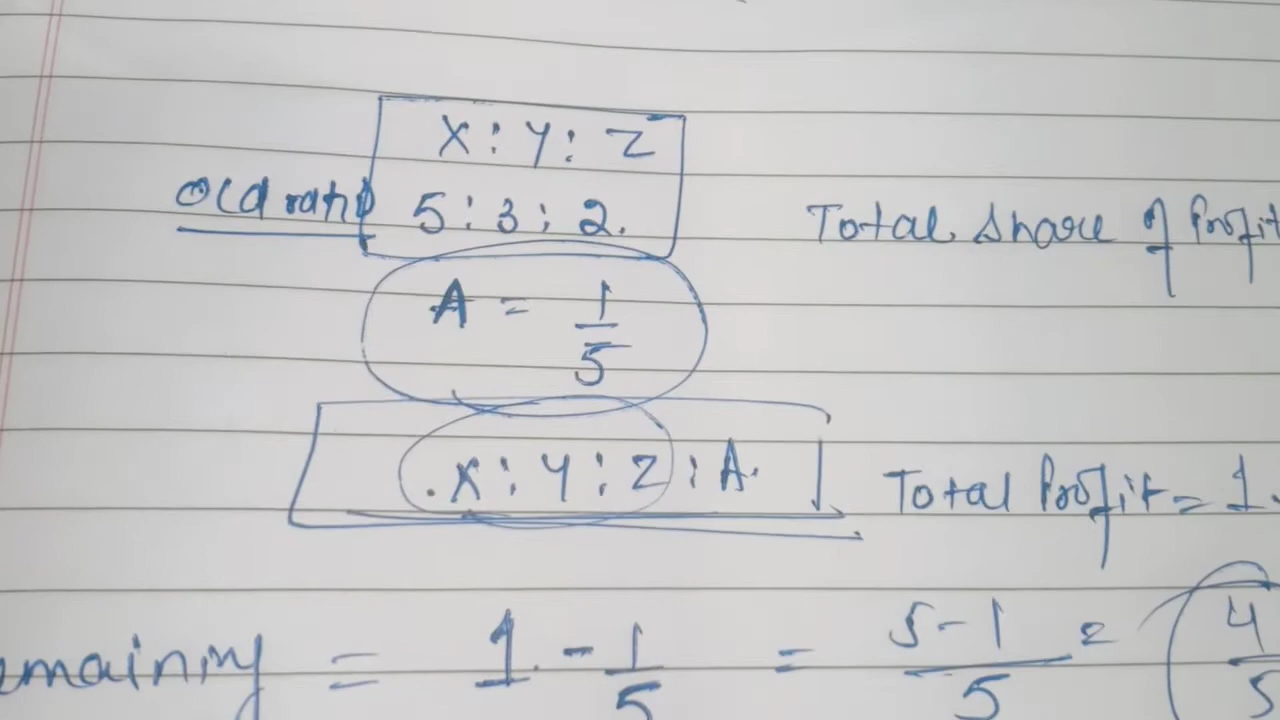 X : Y : Z
Old ratio 5 : 3 : 2.
Total share of Profit
A = 1/5
X : Y : Z : A.
Total Profit = 1.
emaining = 1 - 1/5 = 5-1/5 = 4/5